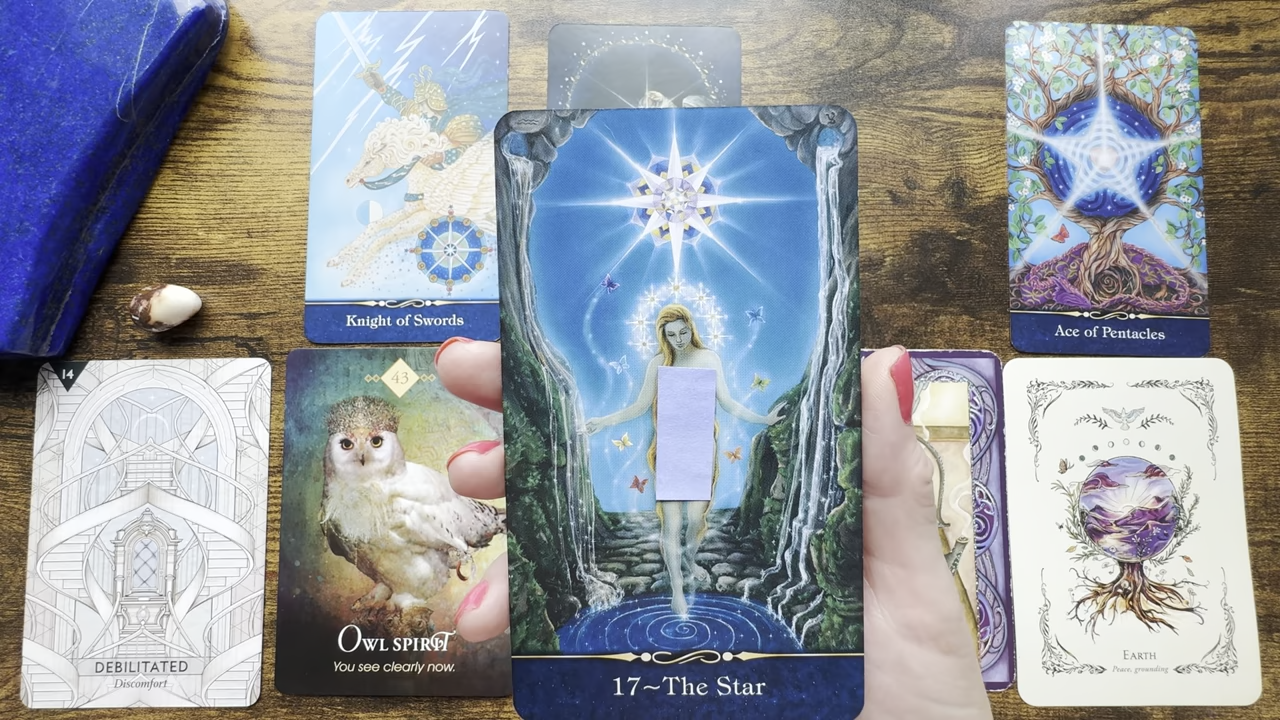 Knight of Swords
Ace of Pentacles
14
43
DEBILITATED
Discomfort
OWL SPIRIT
You see clearly now.
17~The Star
EARTH
Peace, grounding